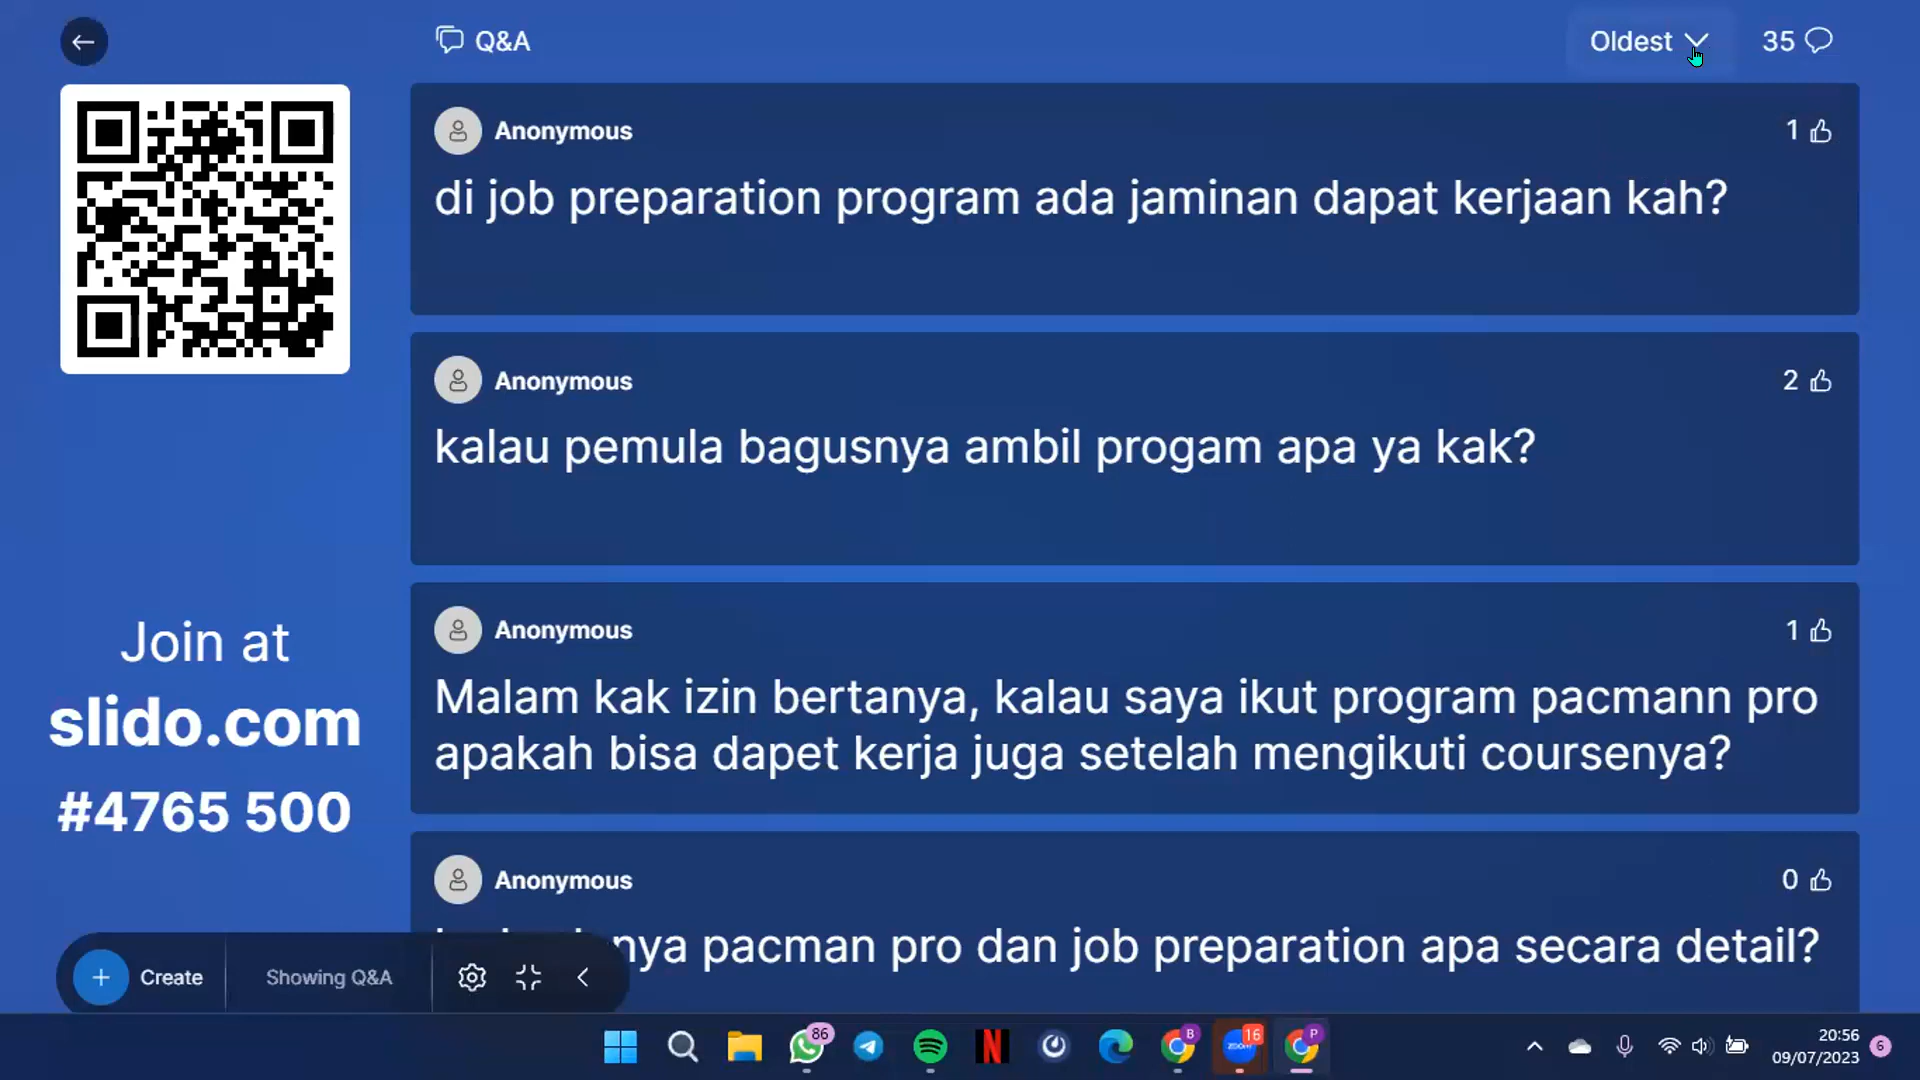 Q&A
Oldest
35
Anonymous
1
di job preparation program ada jaminan dapat kerjaan kah?
Anonymous
2
kalau pemula bagusnya ambil progam apa ya kak?
Anonymous
1
Malam kak izin bertanya, kalau saya ikut program pacmann pro
apakah bisa dapet kerja juga setelah mengikuti coursenya?
Anonymous
0
nya pacman pro dan job preparation apa secara detail?
Join at
slido.com
#4765 500
Create
Showing Q&A
86
N
B
zoom
16
P
20:56
09/07/2023
6